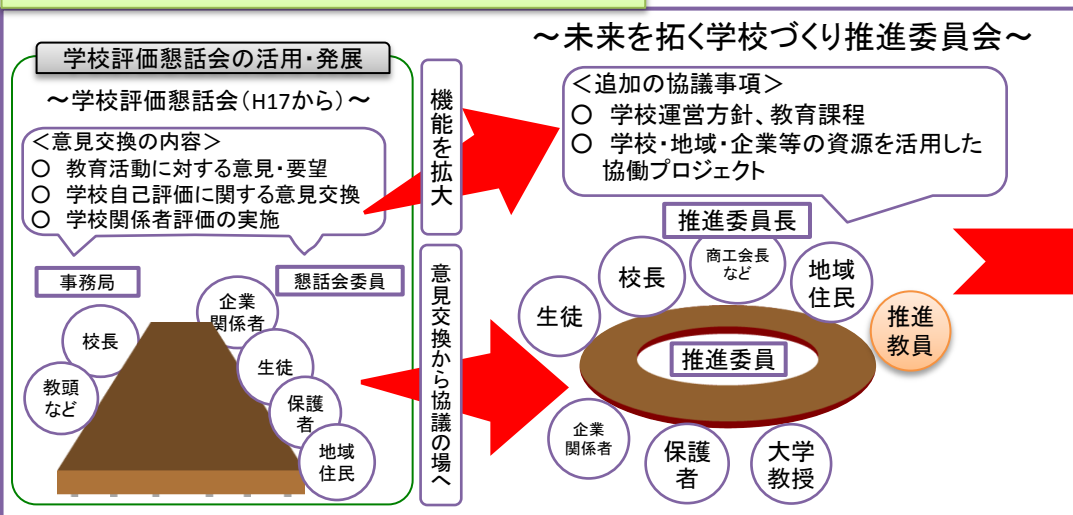 学校評価懇話会の活用・発展
～学校評価懇話会(H17から)～
＜意見交換の内容＞
○ 教育活動に対する意見・要望
○ 学校自己評価に関する意見交換
○ 学校関係者評価の実施
事務局
懇話会委員
校長
教頭
など
企業
関係者
生徒
保護
者
地域
住民
機能を拡大
意見交換から協議の場へ
～未来を拓く学校づくり推進委員会～
＜追加の協議事項＞
○ 学校運営方針、教育課程
○ 学校・地域・企業等の資源を活用した
協働プロジェクト
推進委員長
商工会長
など
校長
地域
住民
生徒
推進
教員
推進委員
企業
関係者
保護
者
大学
教授